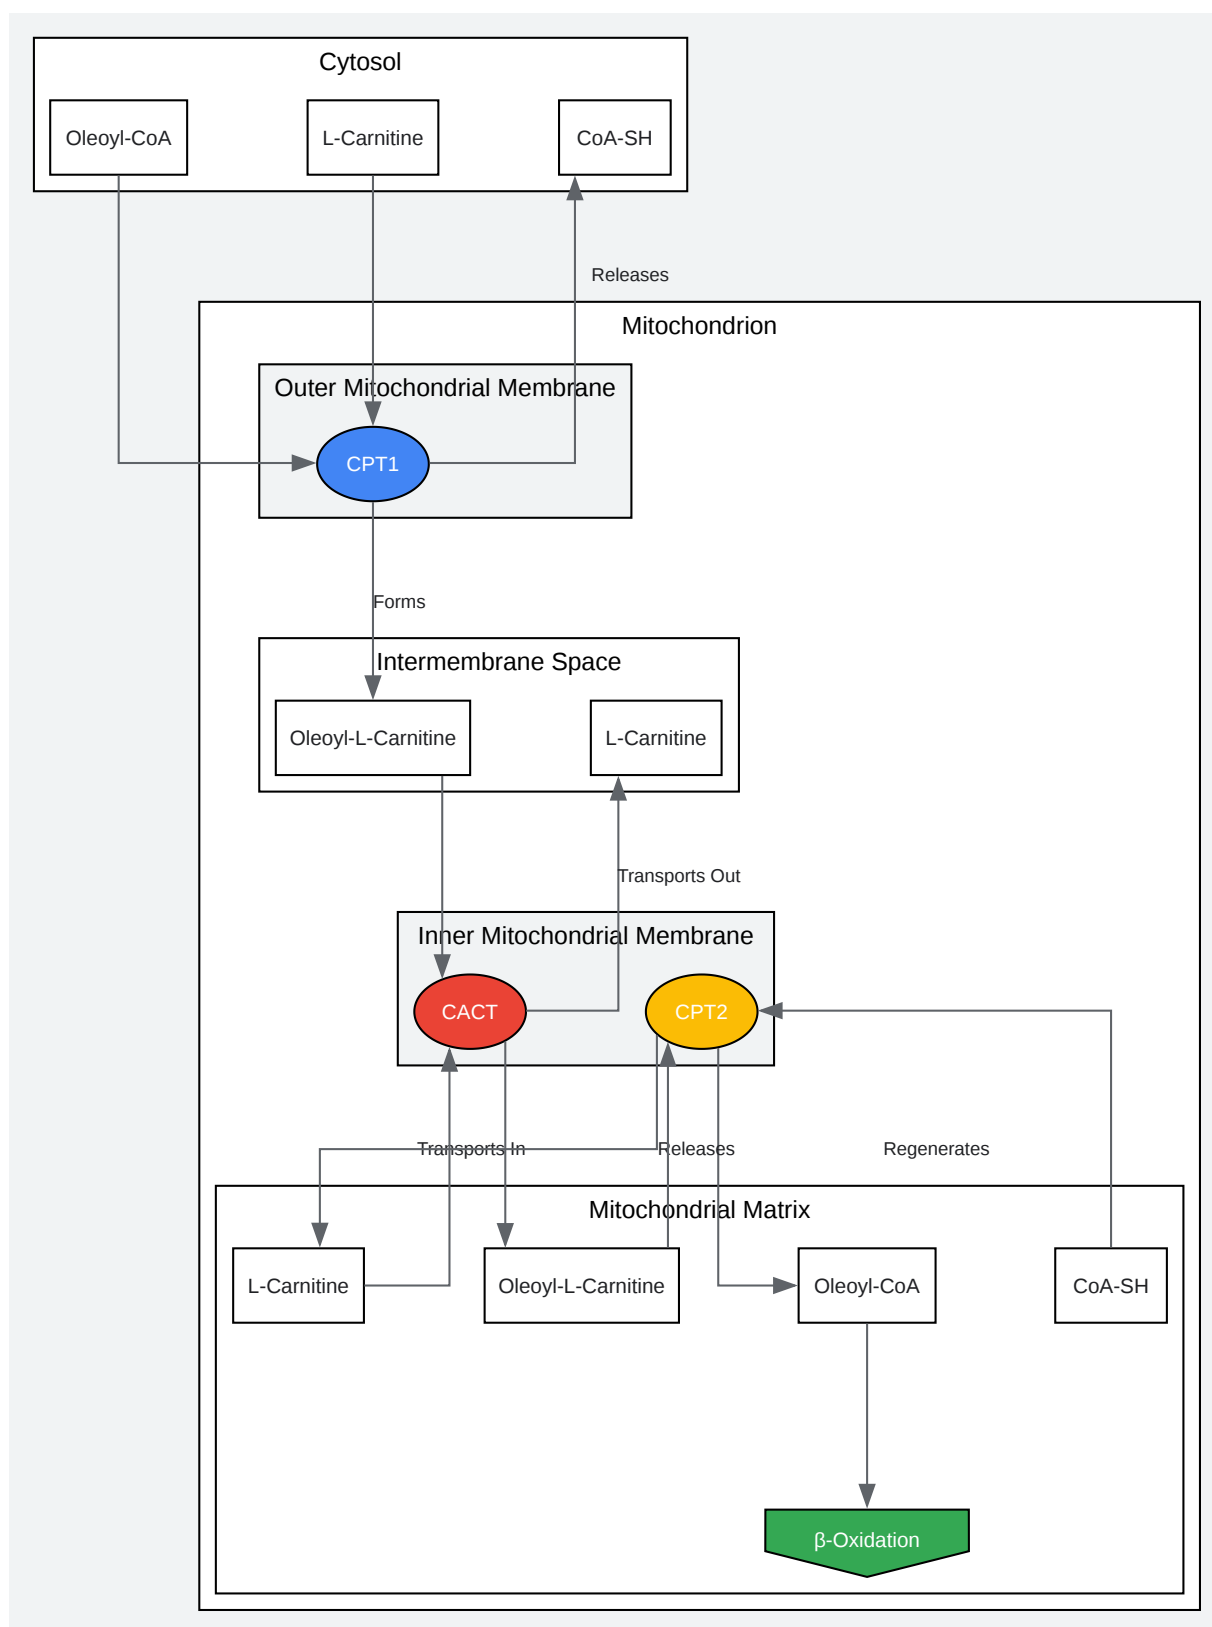 Cytosol
Oleoyl-CoA
L-Carnitine
CoA-SH
Releases
Mitochondrion
Outer Mitochondrial Membrane
CPT1
Forms
Intermembrane Space
Oleoyl-L-Carnitine
L-Carnitine
Transports Out
Inner Mitochondrial Membrane
CACT
CPT2
Transports In
Releases
Regenerates
Mitochondrial Matrix
L-Carnitine
Oleoyl-L-Carnitine
Oleoyl-CoA
CoA-SH
β-Oxidation